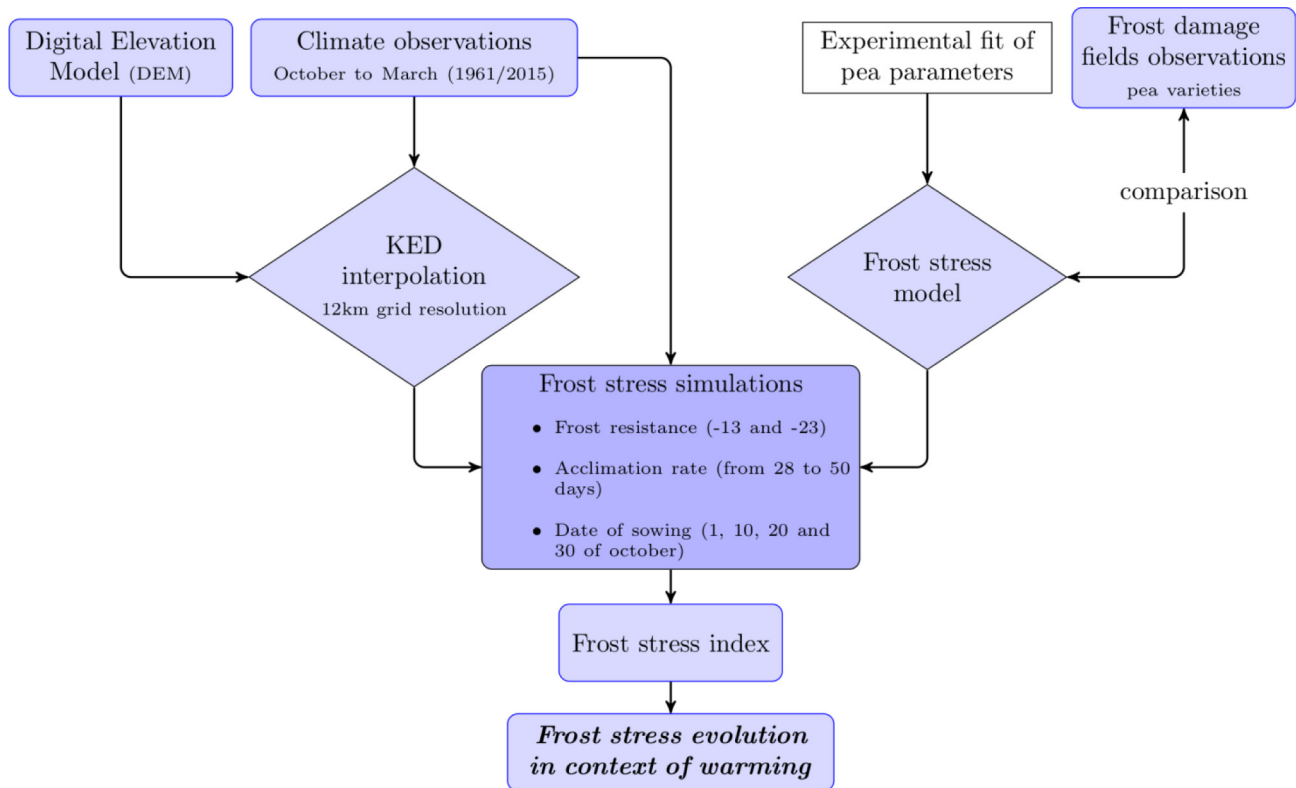 Digital Elevation
Model (DEM)
Climate observations
October to March (1961/2015)
Experimental fit of
pea parameters
Frost damage
fields observations
pea varieties
comparison
KED
interpolation
12km grid resolution
Frost stress
model
Frost stress simulations
• Frost resistance (-13 and -23)
• Acclimation rate (from 28 to 50
days)
• Date of sowing (1, 10, 20 and
30 of october)
Frost stress index
Frost stress evolution
in context of warming